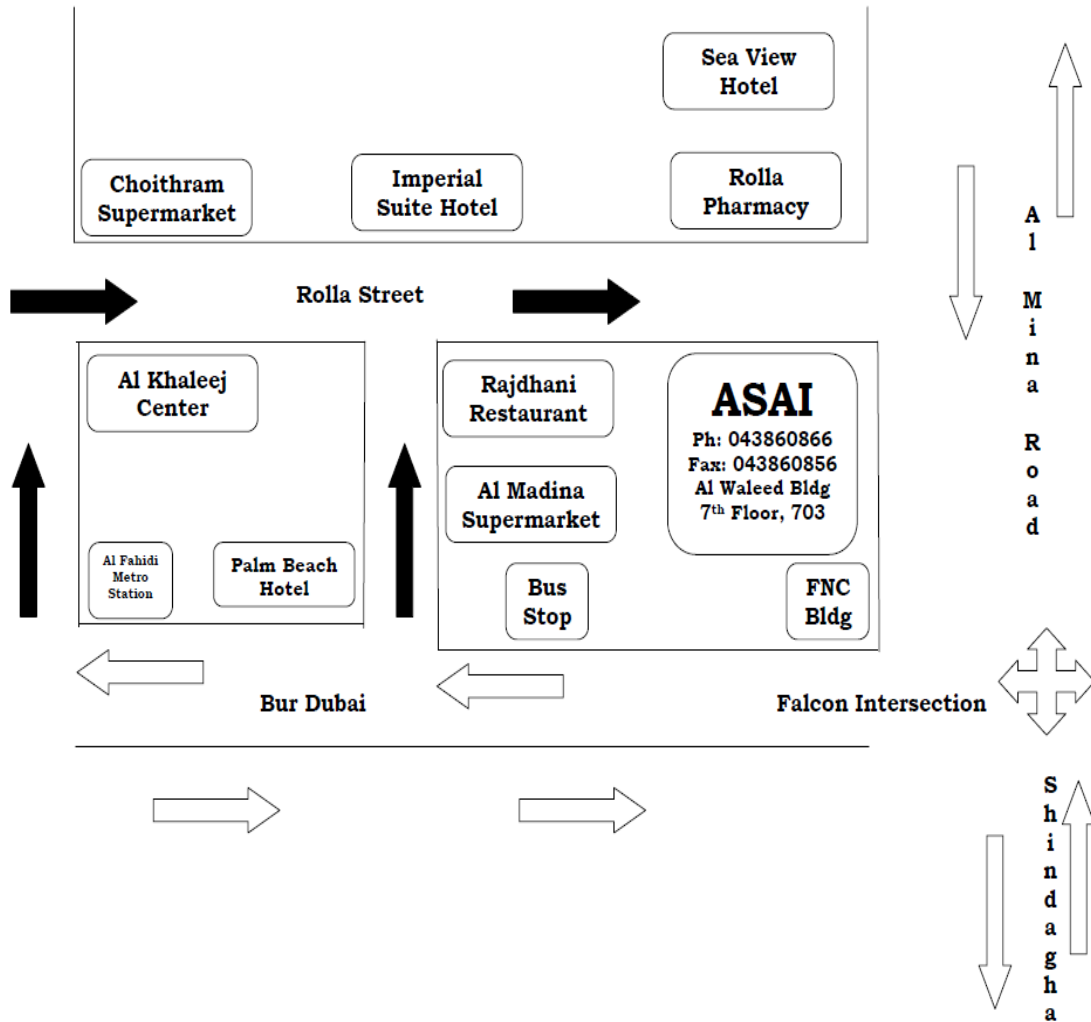 Sea View
Hotel
Choithram
Supermarket
Imperial
Suite Hotel
Rolla
Pharmacy
Rolla Street
Al Mina Road
Al Khaleej
Center
Rajdhani
Restaurant
ASAI
Ph: 043860866
Fax: 043860856
Al Waleed Bldg
7th Floor, 703
Al Madina
Supermarket
Al Fahidi
Metro
Station
Palm Beach
Hotel
Bus
Stop
FNC
Bldg
Bur Dubai
Falcon Intersection
Shindagha